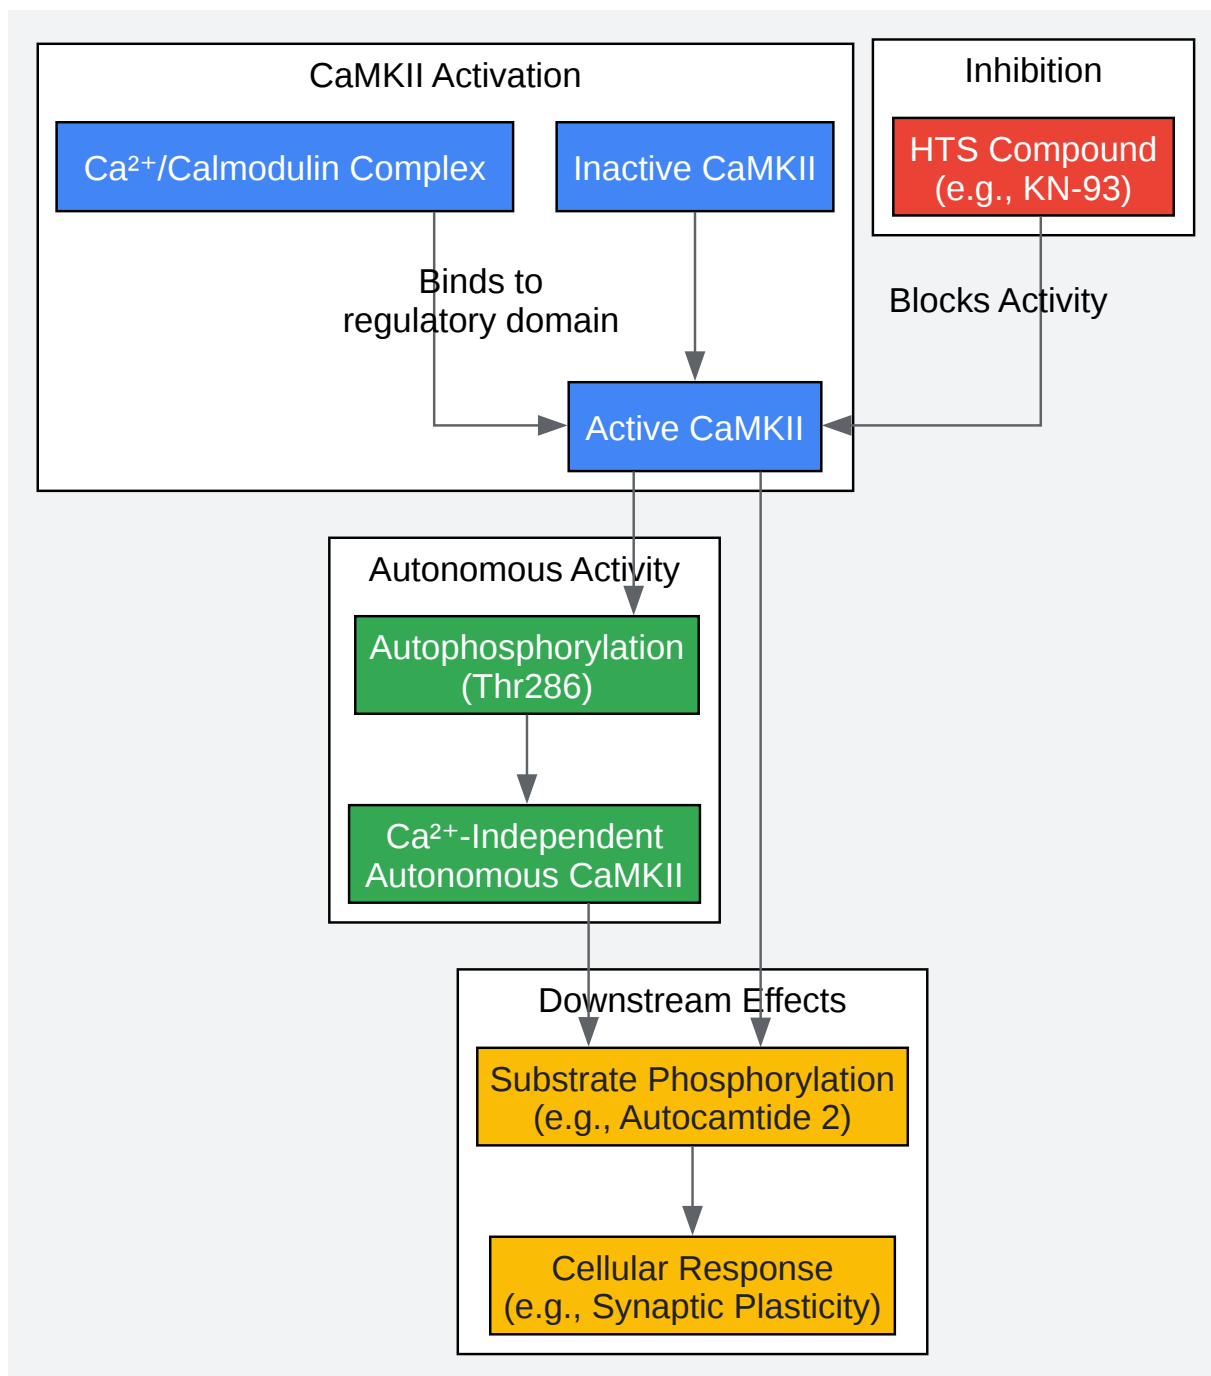 CaMKII Activation
Inhibition
Ca²⁺/Calmodulin Complex
Inactive CaMKII
HTS Compound
(e.g., KN-93)
Binds to
regulatory domain
Blocks Activity
Active CaMKII
Autonomous Activity
Autophosphorylation
(Thr286)
Ca²⁺-Independent
Autonomous CaMKII
Downstream Effects
Substrate Phosphorylation
(e.g., Autocamtide 2)
Cellular Response
(e.g., Synaptic Plasticity)